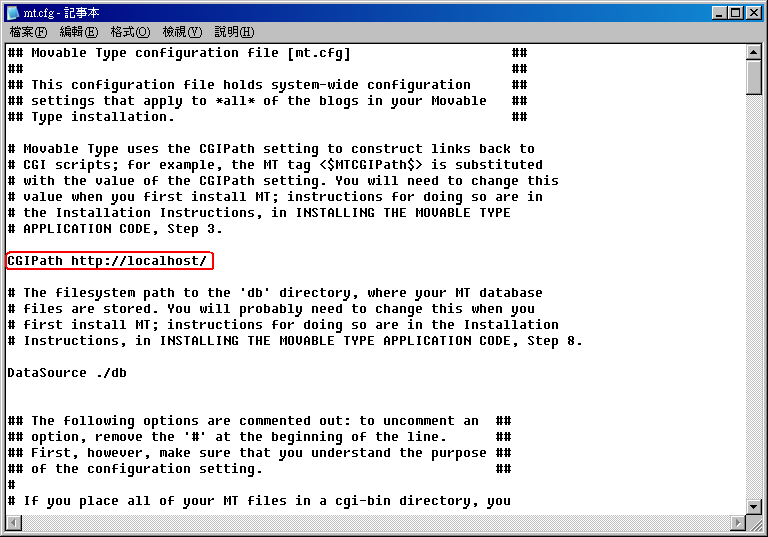 mt.cfg - 記事本
檔案(F) 編輯(E) 格式(O) 檢視(V) 說明(H)
## Movable Type configuration file [mt.cfg] ##
## ##
## This configuration file holds system-wide configuration ##
## settings that apply to *all* of the blogs in your Movable ##
## Type installation. ##
# Movable Type uses the CGIPath setting to construct links back to
# CGI scripts; for example, the MT tag <$MTCGIPath$> is substituted
# with the value of the CGIPath setting. You will need to change this
# value when you first install MT; instructions for doing so are in
# the Installation Instructions, in INSTALLING THE MOVABLE TYPE
# APPLICATION CODE, Step 3.
CGIPath http://localhost/
# The filesystem path to the 'db' directory, where your MT database
# files are stored. You will probably need to change this when you
# first install MT; instructions for doing so are in the Installation
# Instructions, in INSTALLING THE MOVABLE TYPE APPLICATION CODE, Step 8.
DataSource ./db
## The following options are commented out: to uncomment an ##
## option, remove the '#' at the beginning of the line. ##
## First, however, make sure that you understand the purpose ##
## of the configuration setting. ##
#
# If you place all of your MT files in a cgi-bin directory, you